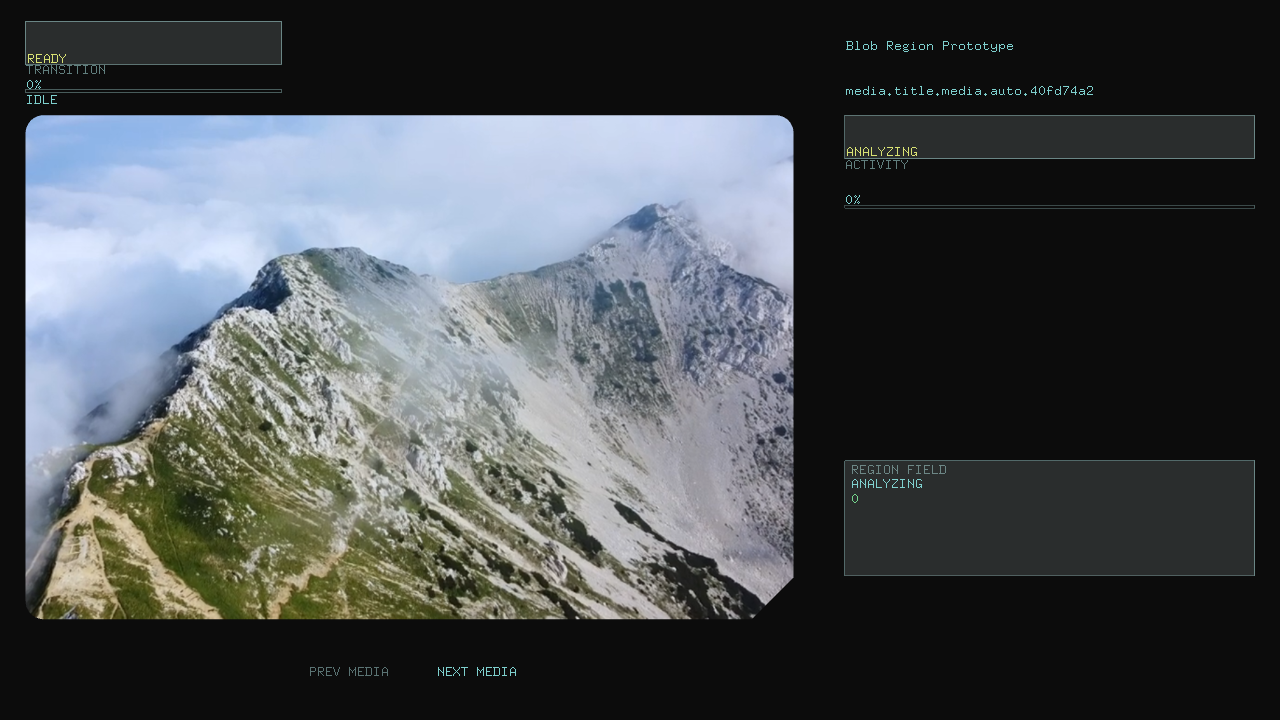 READY
TRANSITION
0%
IDLE
Blob Region Prototype
media.title.media.auto.40fd74a2
ANALYZING
ACTIVITY
0%
REGION FIELD
ANALYZING
0
PREV MEDIA
NEXT MEDIA